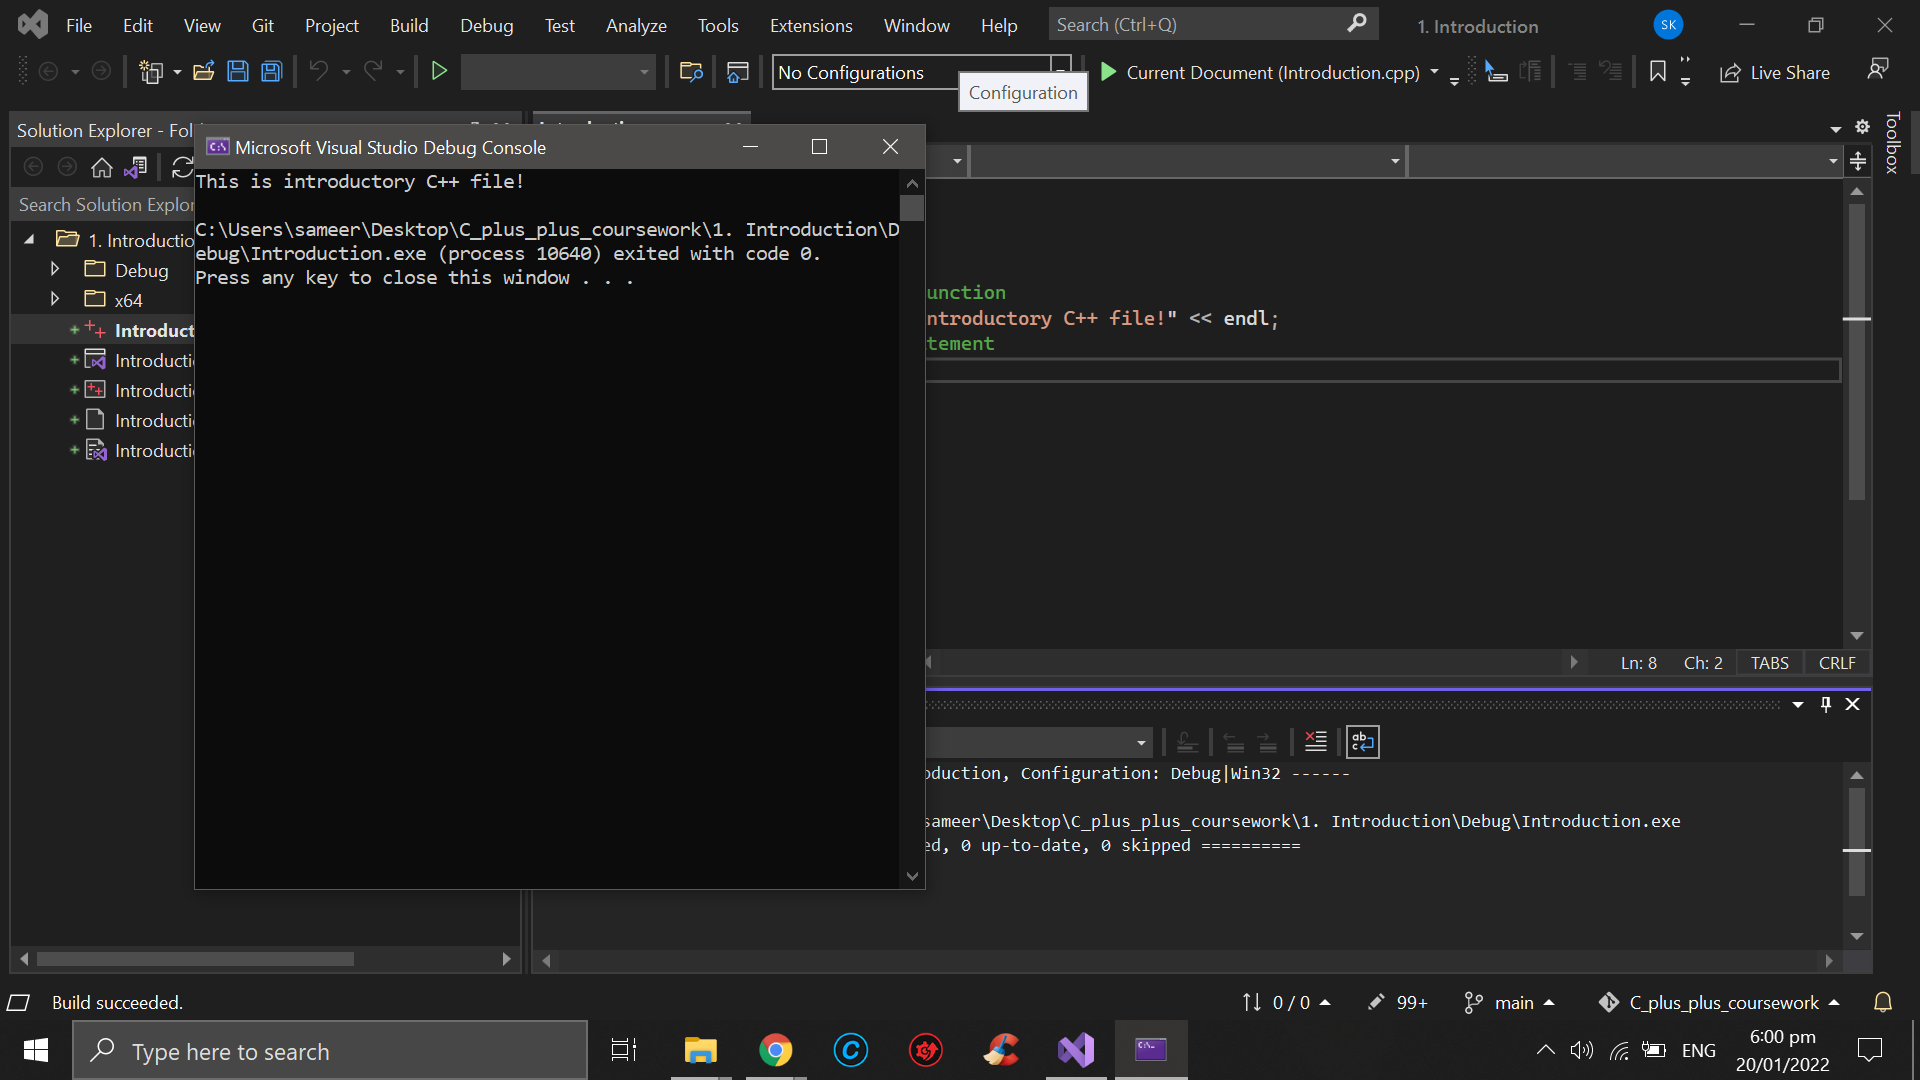 File Edit View Git Project Build Debug Test Analyze Tools Extensions Window Help Search (Ctrl+Q) 1. Introduction SK
No Configurations Current Document (Introduction.cpp) Live Share
Configuration
Solution Explorer - Fol
Toolbox
Microsoft Visual Studio Debug Console
This is introductory C++ file!
C:\Users\sameer\Desktop\C_plus_plus_coursework\1. Introduction\D
ebug\Introduction.exe (process 10640) exited with code 0.
Press any key to close this window . . .
Search Solution Explor
1. Introductio
Debug
x64
Introduct
Introducti
Introducti
Introducti
Introducti
unction
ntroductory C++ file!" << endl;
tement
Ln: 8 Ch: 2 TABS CRLF
oduction, Configuration: Debug|Win32 ------
sameer\Desktop\C_plus_plus_coursework\1. Introduction\Debug\Introduction.exe
ed, 0 up-to-date, 0 skipped ==========
Build succeeded. 0 / 0 99+ main C_plus_plus_coursework
Type here to search ENG 6:00 pm
20/01/2022